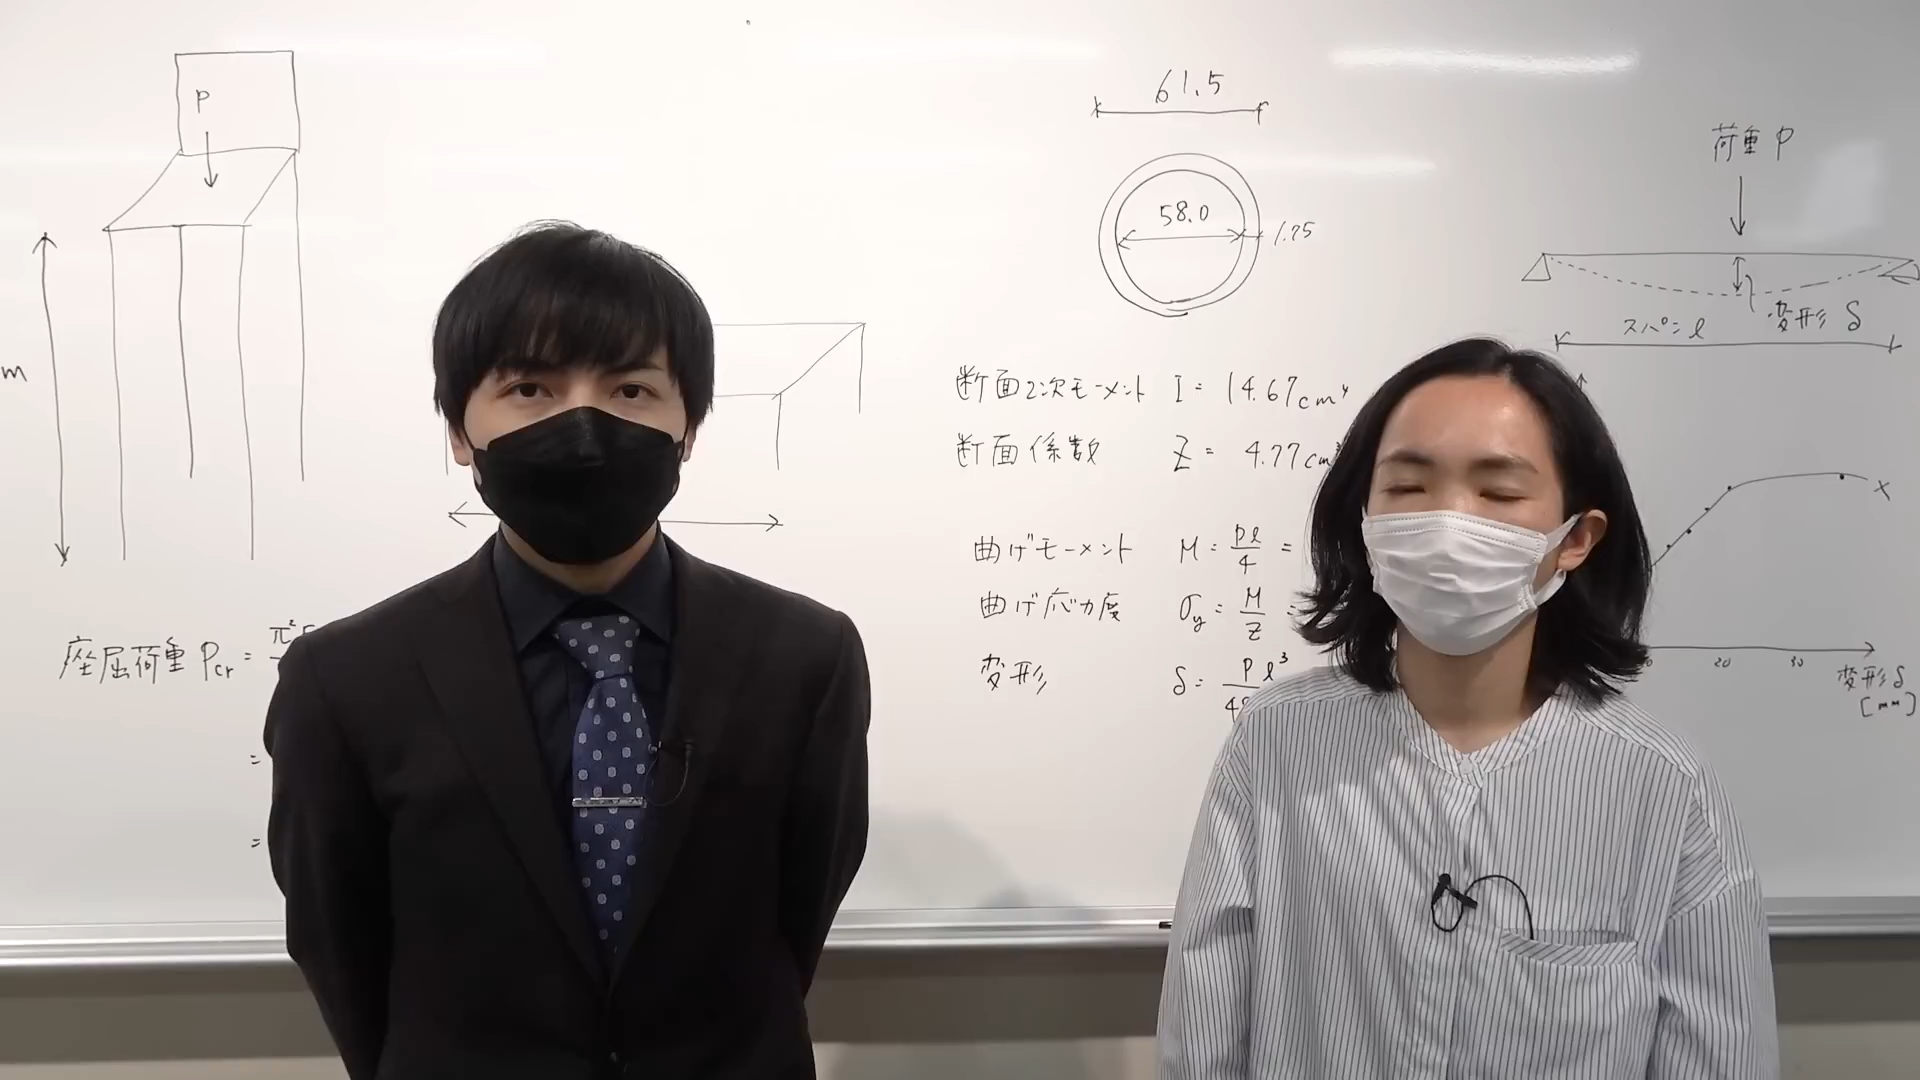 P
m
座屈荷重 Pcr =
π²
=
=
61.5
58.0
1.75
断面2次モーメント I = 14.67cm⁴
断面係数 Z = 4.77cm³
曲げモーメント M = Pl/4 =
曲げ応力度 σy = M/Z =
変形 δ = Pl³/48
荷重 P
変形 δ
スパン l
x
20 30
変形 δ
[mm]